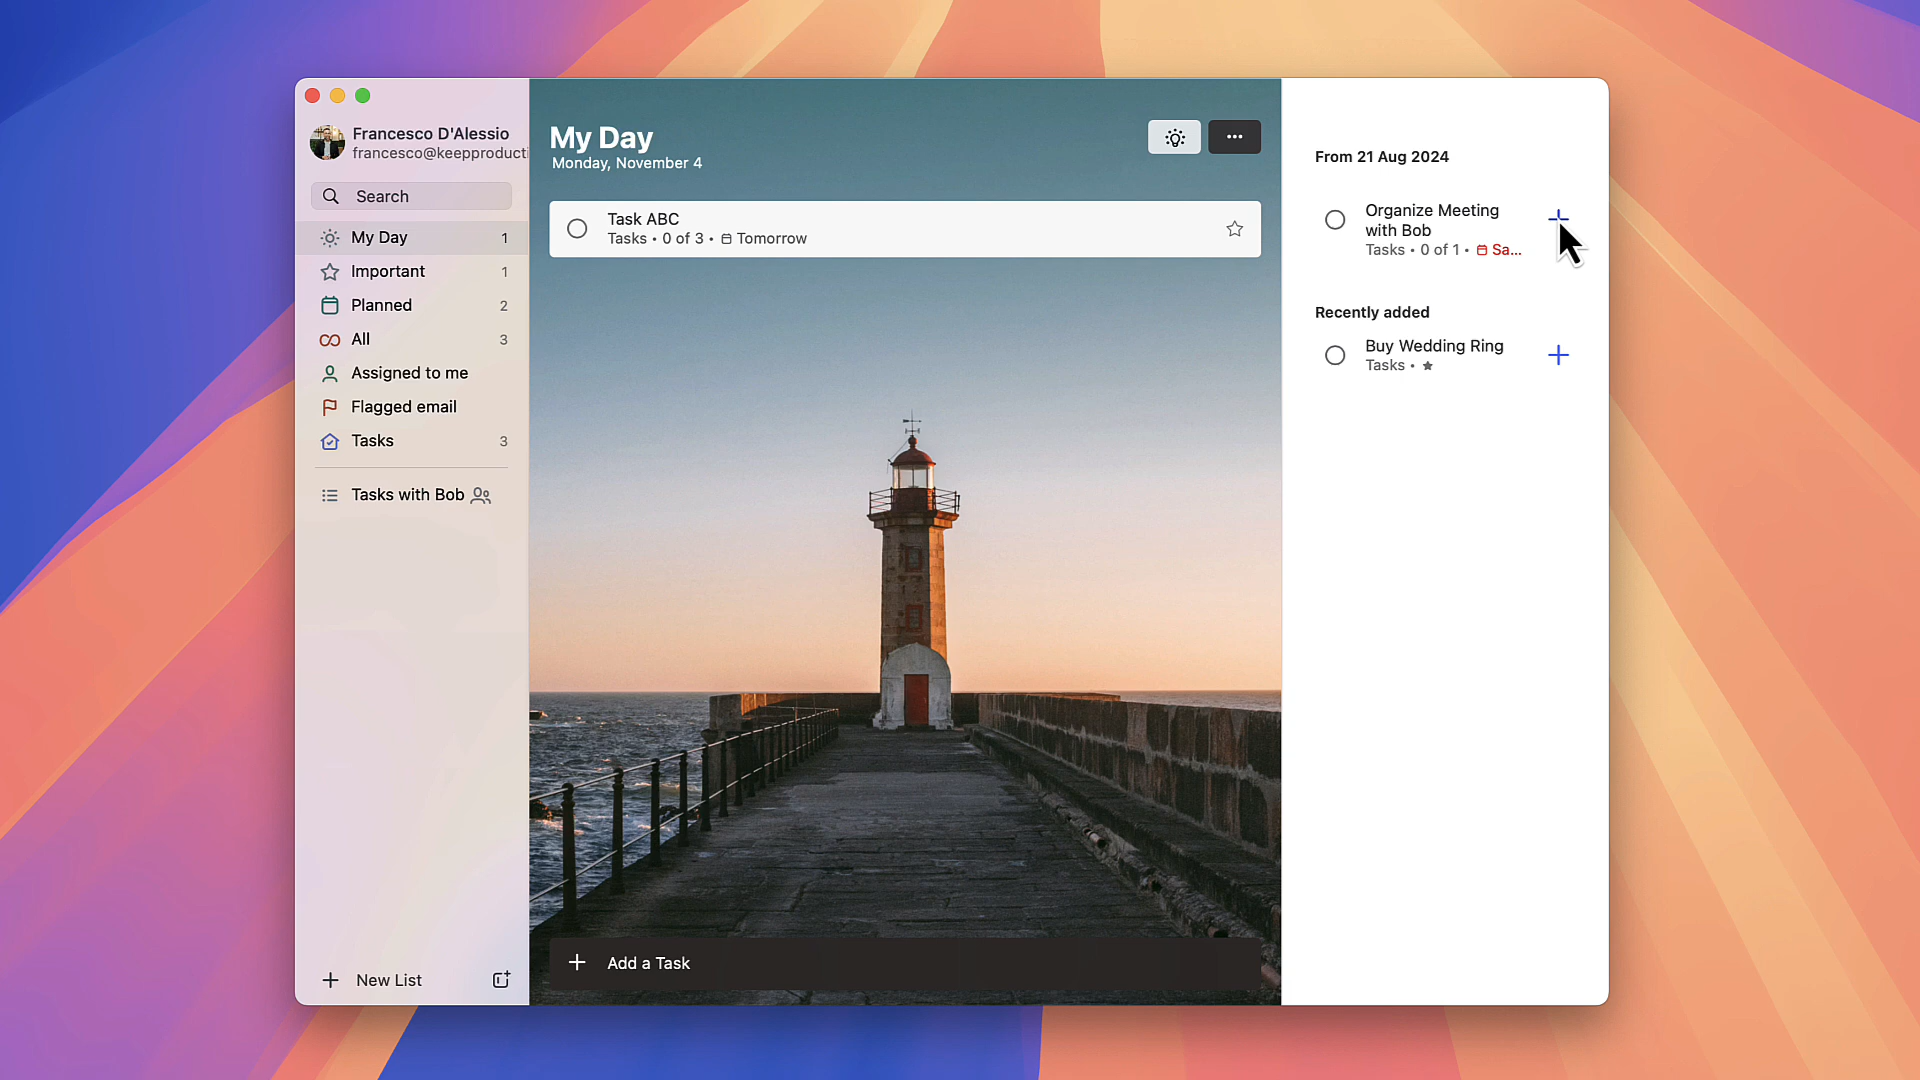 Francesco D'Alessio
francesco@keepproducti
Search
My Day 1
Important 1
Planned 2
All 3
Assigned to me
Flagged email
Tasks 3
Tasks with Bob
New List
My Day
Monday, November 4
Task ABC
Tasks • 0 of 3 • Tomorrow
Add a Task
From 21 Aug 2024
Organize Meeting
with Bob
Tasks • 0 of 1 • Sa...
Recently added
Buy Wedding Ring
Tasks •